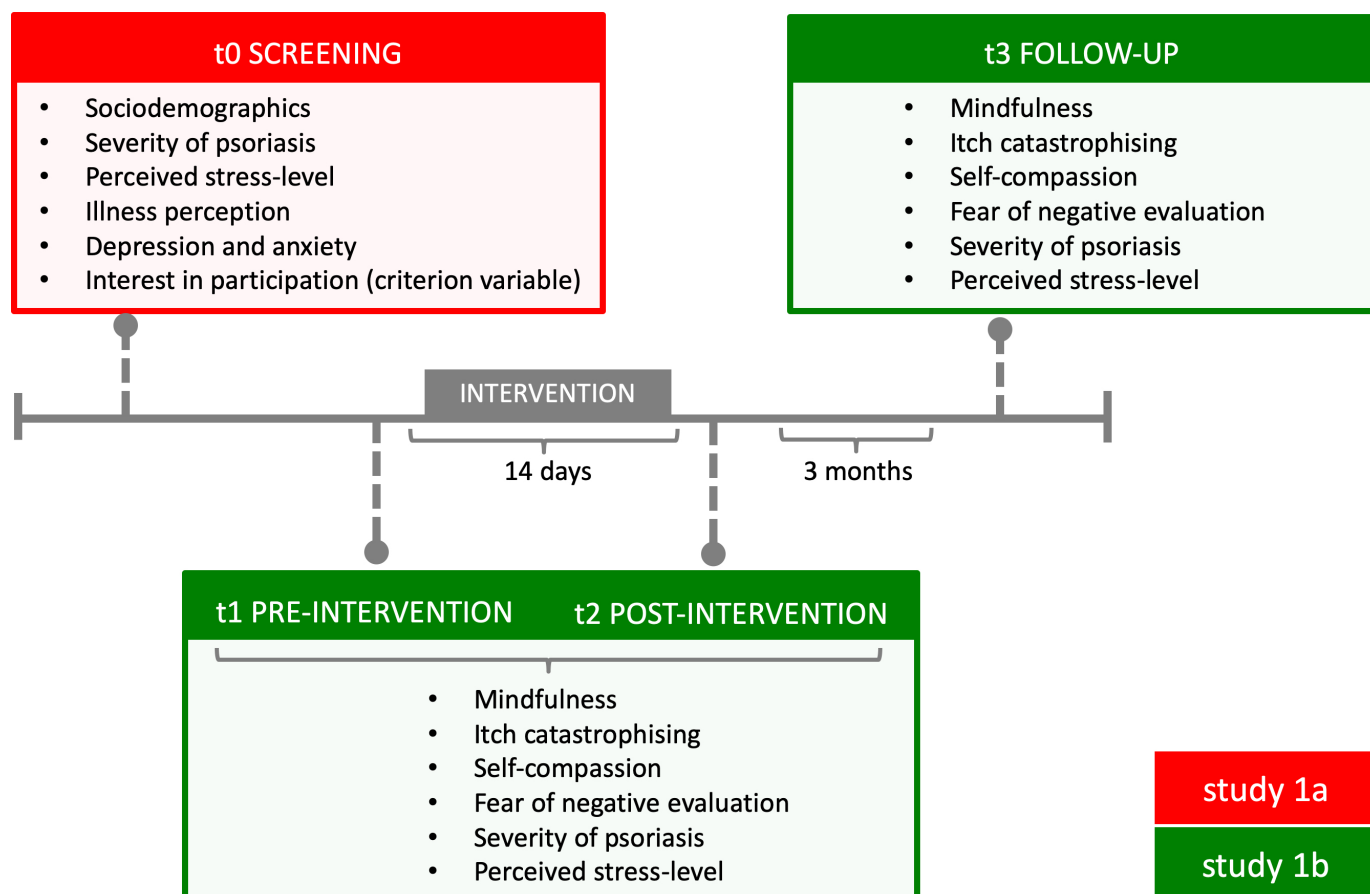 t0 SCREENING
• Sociodemographics
• Severity of psoriasis
• Perceived stress-level
• Illness perception
• Depression and anxiety
• Interest in participation (criterion variable)
t3 FOLLOW-UP
• Mindfulness
• Itch catastrophising
• Self-compassion
• Fear of negative evaluation
• Severity of psoriasis
• Perceived stress-level
INTERVENTION
14 days
3 months
t1 PRE-INTERVENTION
t2 POST-INTERVENTION
• Mindfulness
• Itch catastrophising
• Self-compassion
• Fear of negative evaluation
• Severity of psoriasis
• Perceived stress-level
study 1a
study 1b